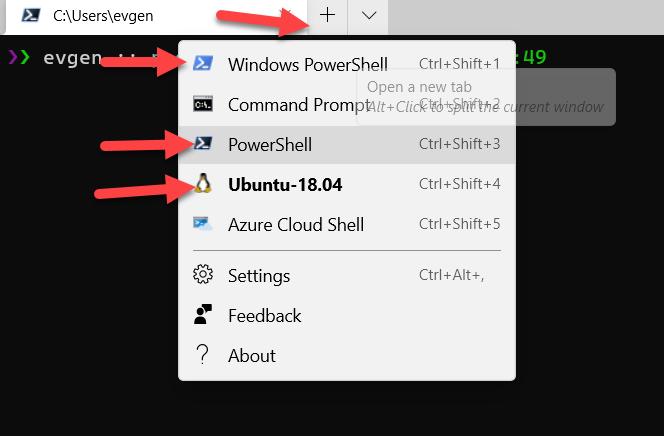 C:\Users\evgen
evgen :49
Windows PowerShell Ctrl+Shift+1
Open a new tab
Command Prompt Ctrl+Shift+2
Alt+Click to split the current window
PowerShell Ctrl+Shift+3
Ubuntu-18.04 Ctrl+Shift+4
Azure Cloud Shell Ctrl+Shift+5
Settings Ctrl+Alt+,
Feedback
About